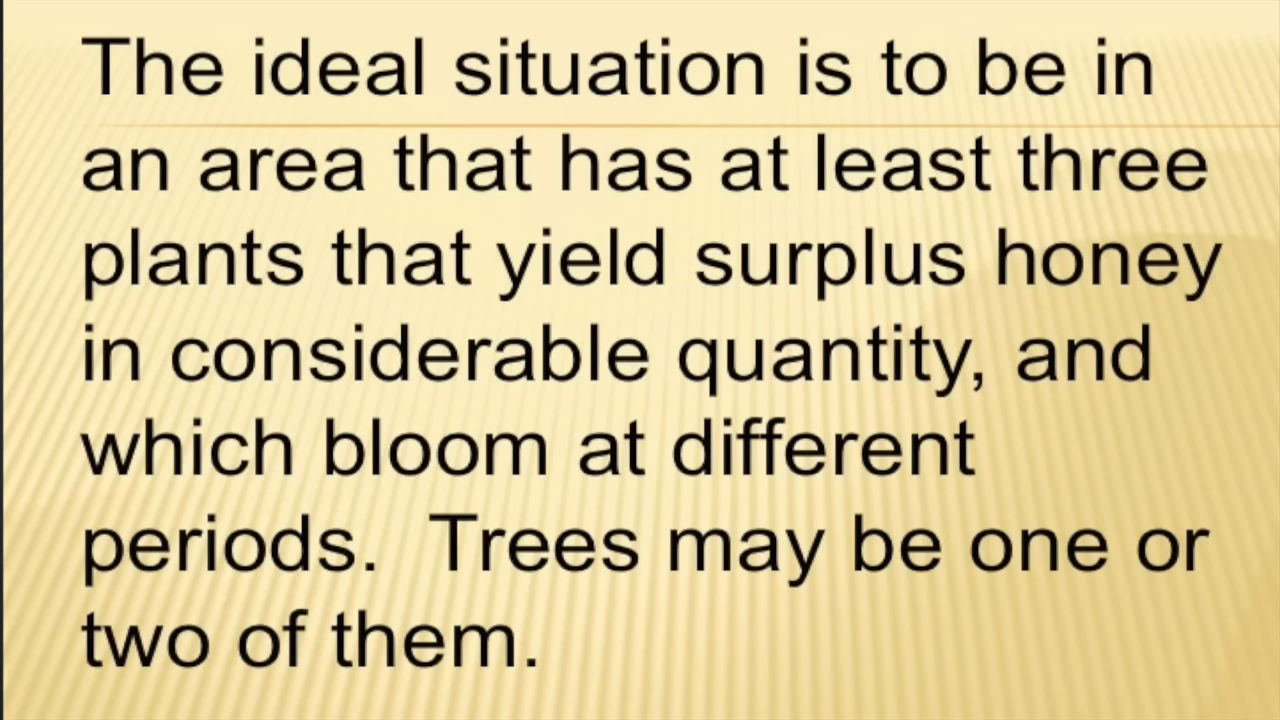 The ideal situation is to be in
an area that has at least three
plants that yield surplus honey
in considerable quantity, and
which bloom at different
periods.  Trees may be one or
two of them.